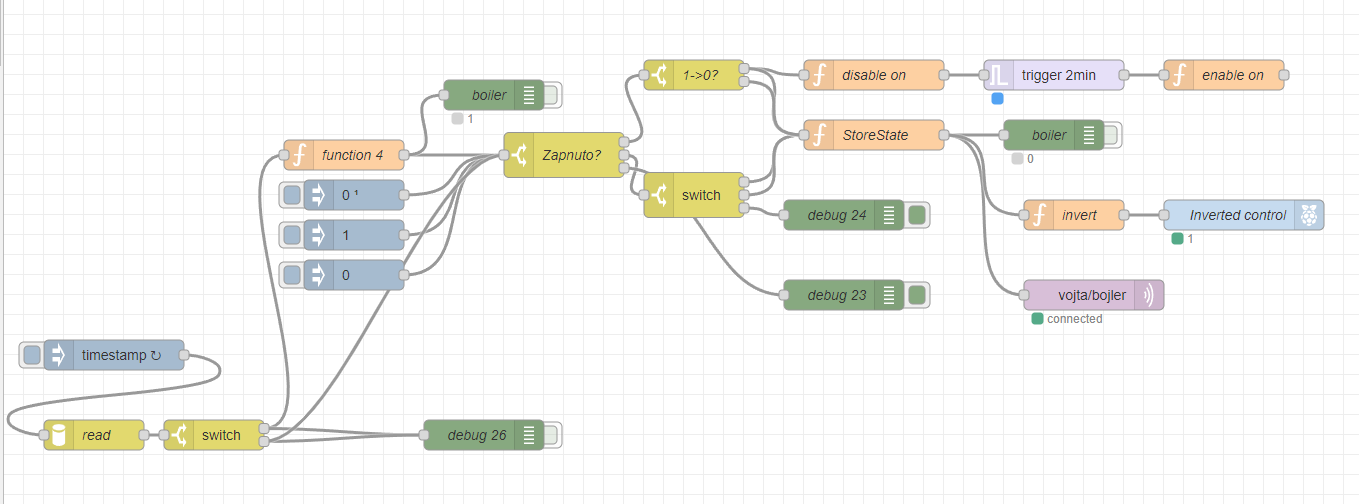 1->0?
disable on
trigger 2min
enable on
boiler
1
function 4
Zapnuto?
StoreState
boiler
0
0 ¹
switch
1
debug 24
invert
Inverted control
1
0
debug 23
vojta/bojler
connected
timestamp ↻
read
switch
debug 26